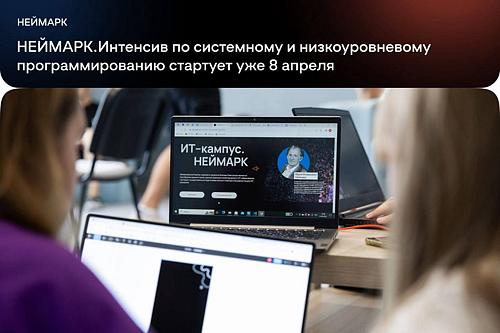 НЕЙМАРК
НЕЙМАРК.Интенсив по системному и низкоуровневому
программированию стартует уже 8 апреля
ИТ-кампус.
НЕЙМАРК